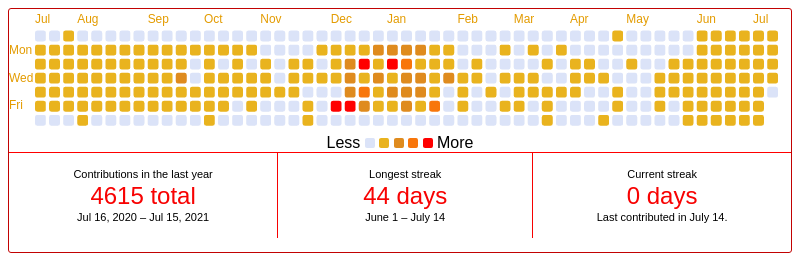 Jul Aug Sep Oct Nov Dec Jan Feb Mar Apr May Jun Jul
Mon
Wed
Fri
Less More
Contributions in the last year
4615 total
Jul 16, 2020 – Jul 15, 2021
Longest streak
44 days
June 1 – July 14
Current streak
0 days
Last contributed in July 14.